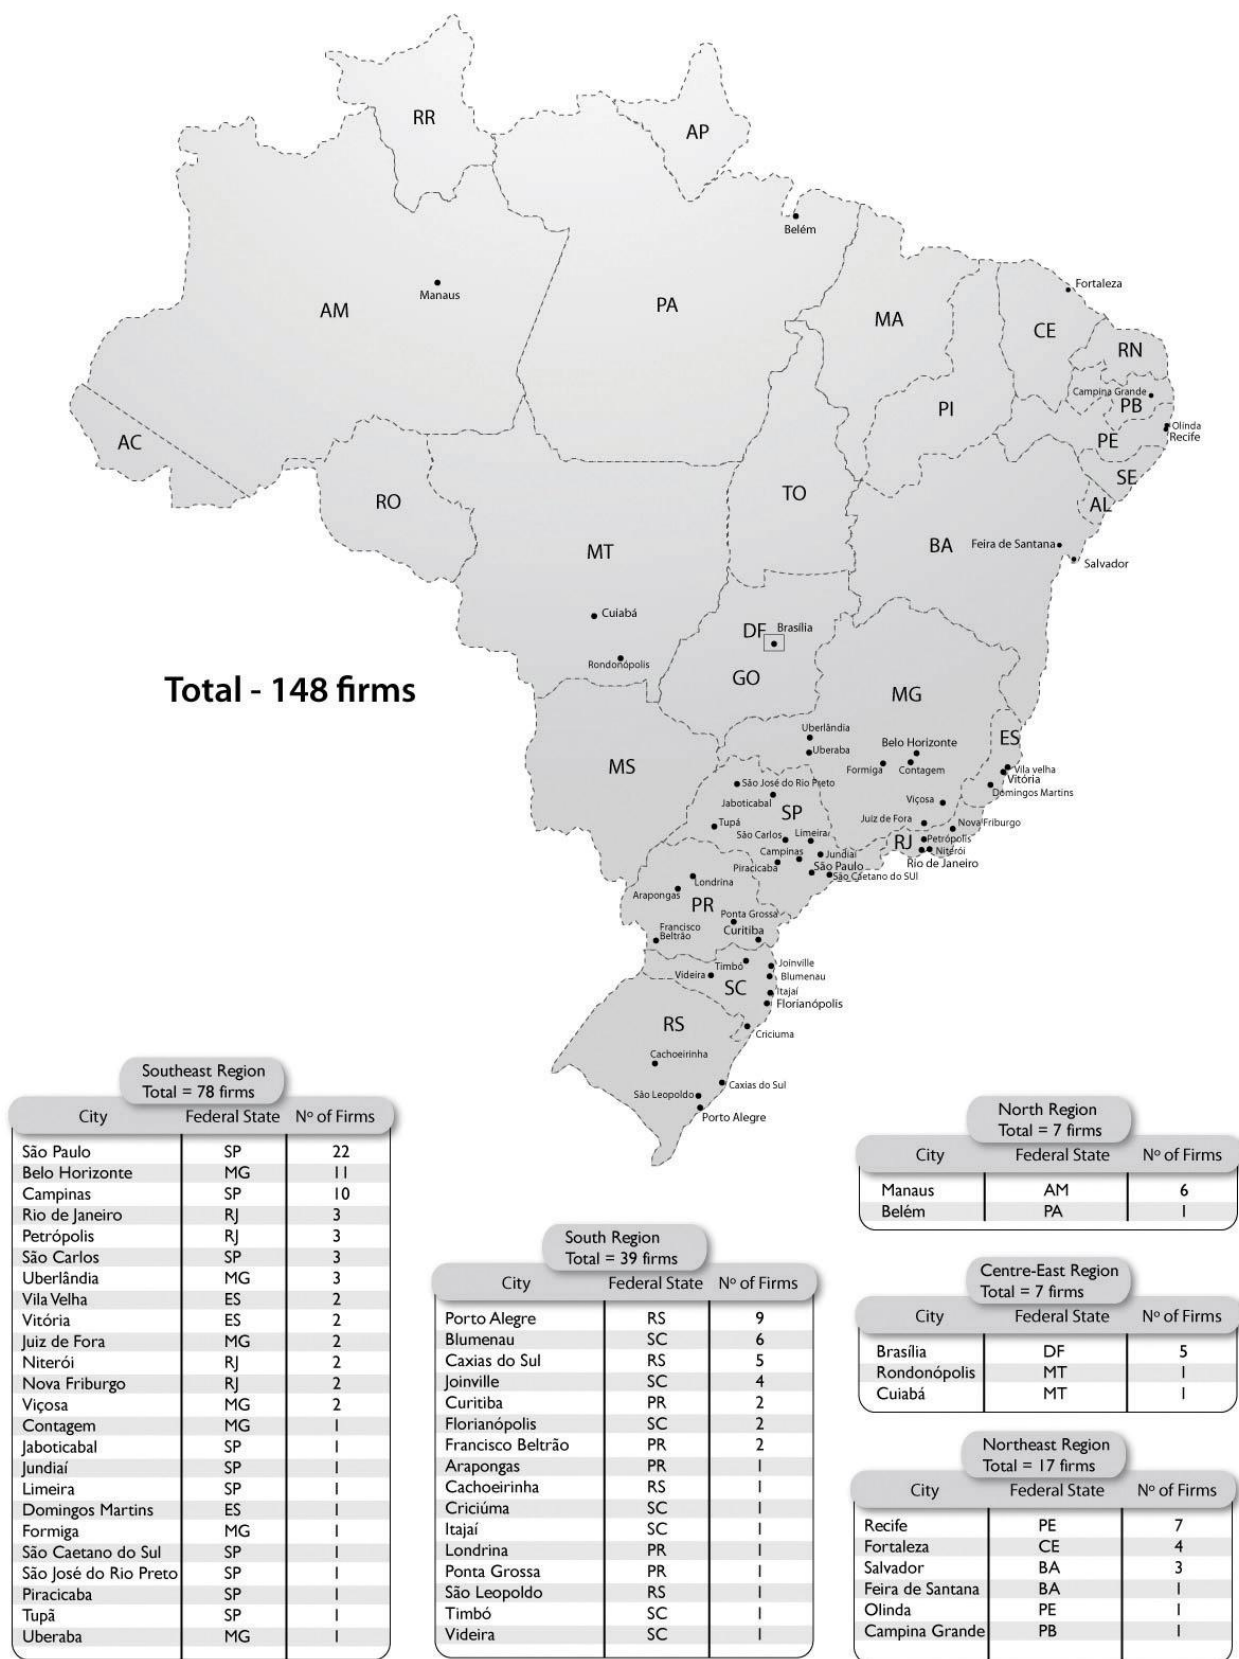 RR
AP
Belém
Manaus
AM
PA
MA
Fortaleza
CE
RN
Campina Grande
PB
PI
Olinda
Recife
PE
AC
SE
AL
RO
TO
MT
BA
Feira de Santana
Salvador
Cuiabá
DF
Brasília
Rondonópolis
GO
Total - 148 firms
MG
Uberlândia
ES
Belo Horizonte
Uberaba
Formiga
Contagem
Vila velha
Vitória
MS
São José do Rio Preto
Domingos Martins
Jaboticabal
SP
Viçosa
Tupá
Juiz de Fora
Nova Friburgo
São Carlos
Limeira
RJ
Petrópolis
Campinas
Jundiaí
Niterói
Piracicaba
São Paulo
Rio de Janeiro
São Caetano do SUl
Londrina
Arapongas
PR
Ponta Grossa
Francisco
Beltrão
Curitiba
Timbó
Joinville
Videira
Blumenau
SC
Itajaí
Florianópolis
RS
Criciuma
Cachoeirinha
Caxias do Sul
São Leopoldo
Porto Alegre
Southeast Region
Total = 78 firms
City Federal State Nº of Firms
São Paulo SP 22
Belo Horizonte MG 11
Campinas SP 10
Rio de Janeiro RJ 3
Petrópolis RJ 3
São Carlos SP 3
Uberlândia MG 3
Vila Velha ES 2
Vitória ES 2
Juiz de Fora MG 2
Niterói RJ 2
Nova Friburgo RJ 2
Viçosa MG 2
Contagem MG 1
Jaboticabal SP 1
Jundiaí SP 1
Limeira SP 1
Domingos Martins ES 1
Formiga MG 1
São Caetano do Sul SP 1
São José do Rio Preto SP 1
Piracicaba SP 1
Tupã SP 1
Uberaba MG 1
South Region
Total = 39 firms
City Federal State Nº of Firms
Porto Alegre RS 9
Blumenau SC 6
Caxias do Sul RS 5
Joinville SC 4
Curitiba PR 2
Florianópolis SC 2
Francisco Beltrão PR 2
Arapongas PR 1
Cachoeirinha RS 1
Criciúma SC 1
Itajaí SC 1
Londrina PR 1
Ponta Grossa PR 1
São Leopoldo RS 1
Timbó SC 1
Videira SC 1
North Region
Total = 7 firms
City Federal State Nº of Firms
Manaus AM 6
Belém PA 1
Centre-East Region
Total = 7 firms
City Federal State Nº of Firms
Brasília DF 5
Rondonópolis MT 1
Cuiabá MT 1
Northeast Region
Total = 17 firms
City Federal State Nº of Firms
Recife PE 7
Fortaleza CE 4
Salvador BA 3
Feira de Santana BA 1
Olinda PE 1
Campina Grande PB 1